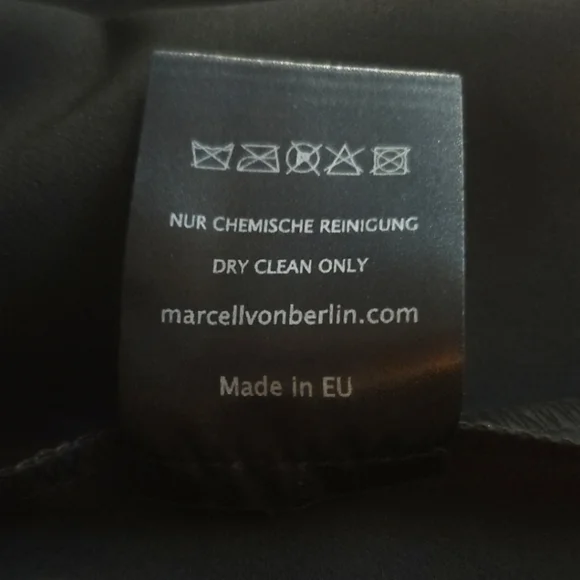 NUR CHEMISCHE REINIGUNG
DRY CLEAN ONLY
marcellvonberlin.com
Made in EU